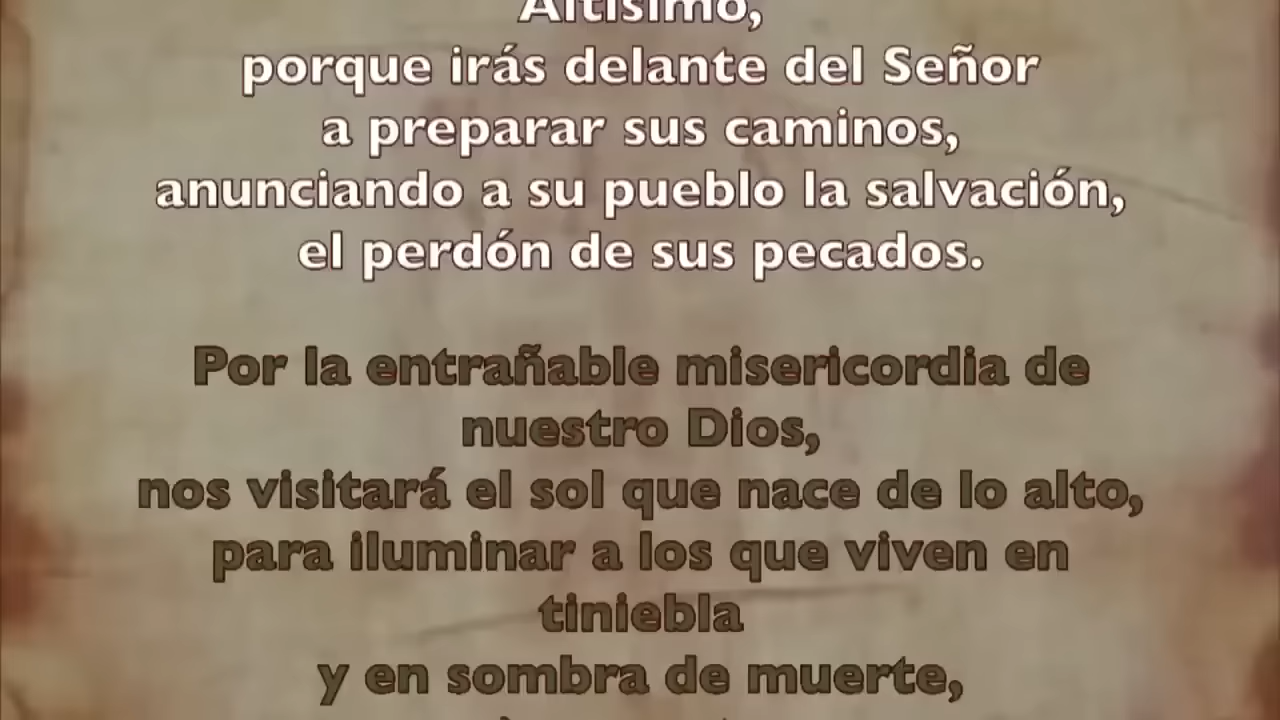 Altísimo,
porque irás delante del Señor
a preparar sus caminos,
anunciando a su pueblo la salvación,
el perdón de sus pecados.
Por la entrañable misericordia de
nuestro Dios,
nos visitará el sol que nace de lo alto,
para iluminar a los que viven en
tiniebla
y en sombra de muerte,